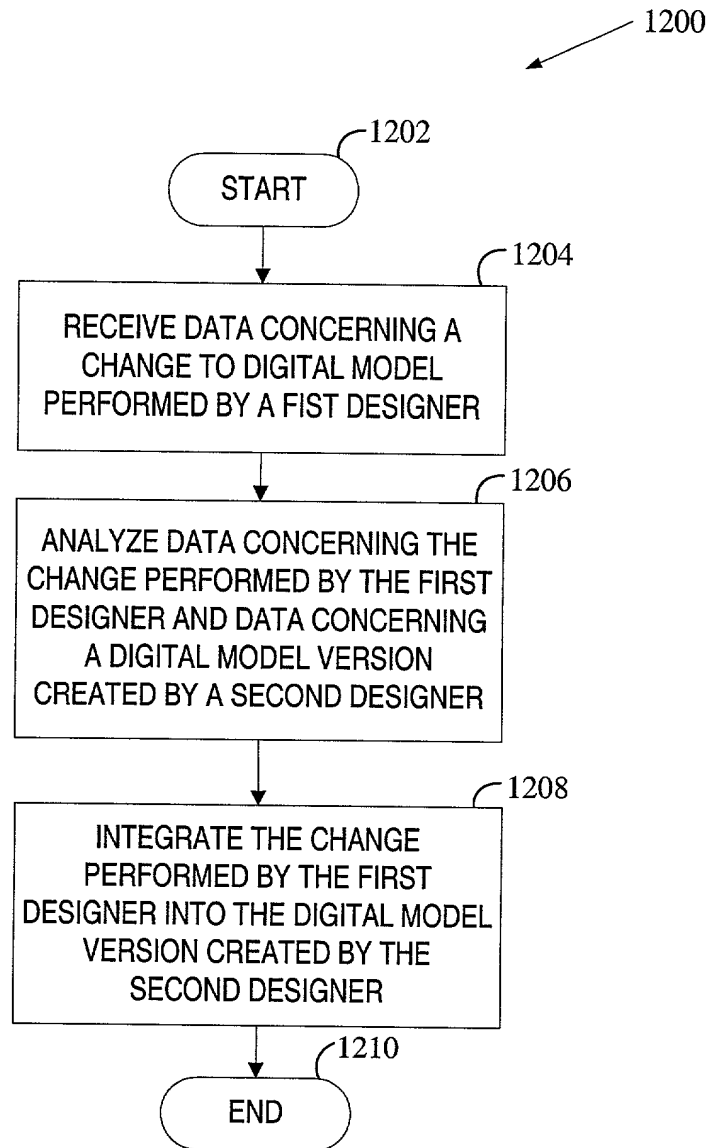 1200
1202
START
1204
RECEIVE DATA CONCERNING A
CHANGE TO DIGITAL MODEL
PERFORMED BY A FIST DESIGNER
1206
ANALYZE DATA CONCERNING THE
CHANGE PERFORMED BY THE FIRST
DESIGNER AND DATA CONCERNING
A DIGITAL MODEL VERSION
CREATED BY A SECOND DESIGNER
1208
INTEGRATE THE CHANGE
PERFORMED BY THE FIRST
DESIGNER INTO THE DIGITAL MODEL
VERSION CREATED BY THE
SECOND DESIGNER
1210
END